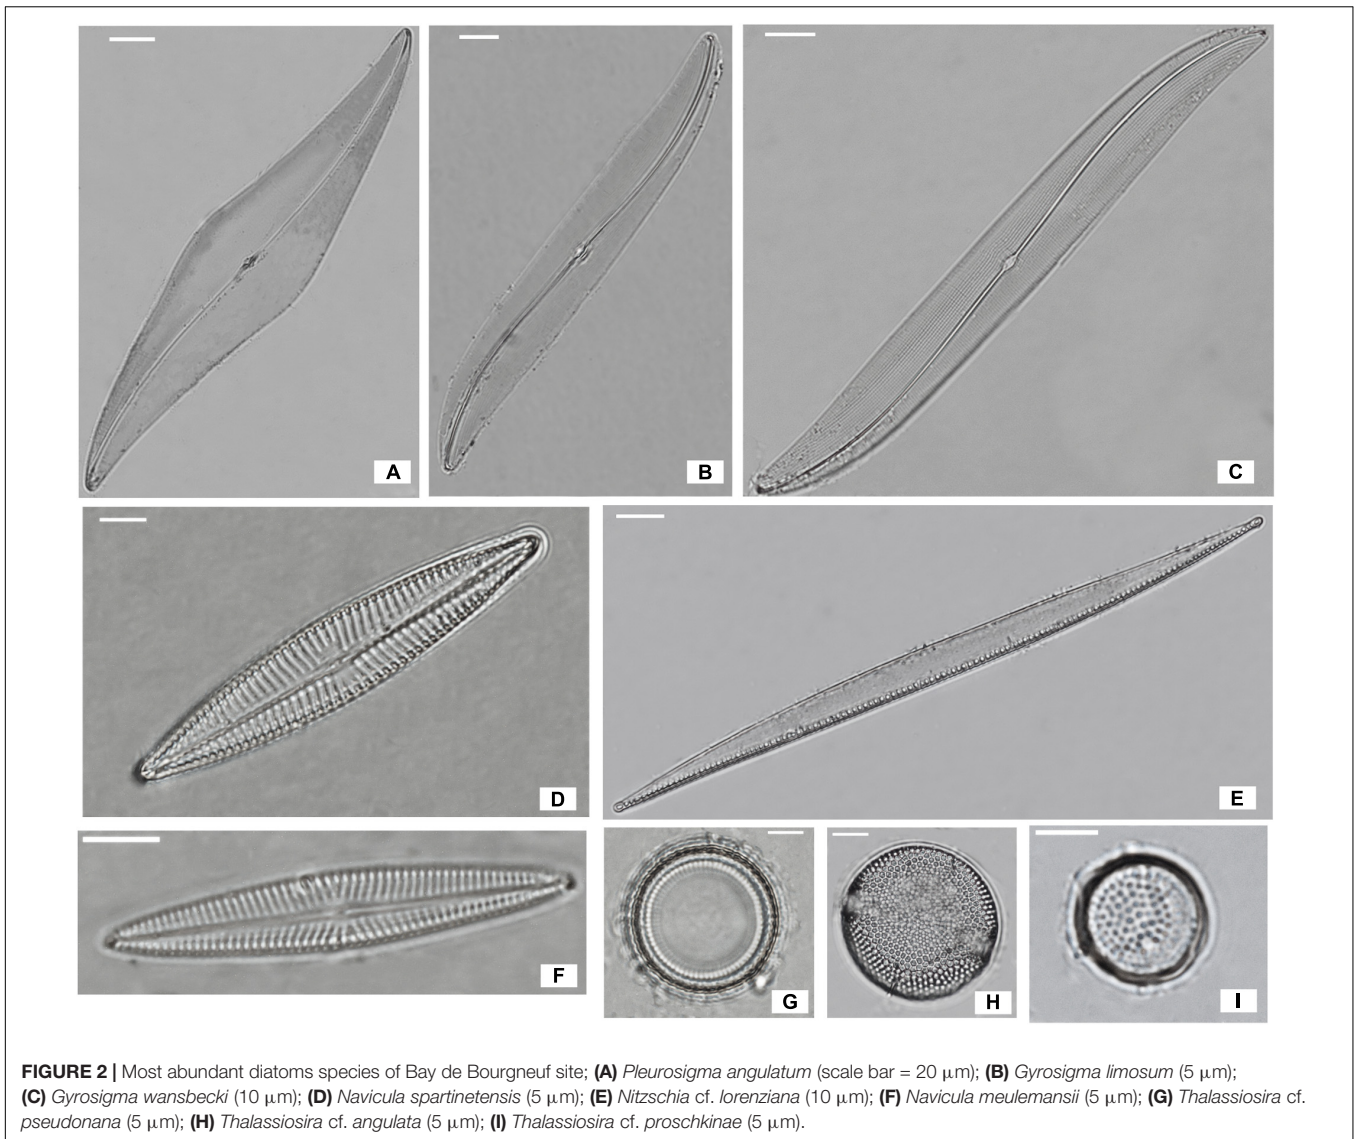 A
B
C
D
E
F
G
H
I
FIGURE 2 | Most abundant diatoms species of Bay de Bourgneuf site; (A) Pleurosigma angulatum (scale bar = 20 μm); (B) Gyrosigma limosum (5 μm);
(C) Gyrosigma wansbecki (10 μm); (D) Navicula spartinetensis (5 μm); (E) Nitzschia cf. lorenziana (10 μm); (F) Navicula meulemansii (5 μm); (G) Thalassiosira cf.
pseudonana (5 μm); (H) Thalassiosira cf. angulata (5 μm); (I) Thalassiosira cf. proschkinae (5 μm).